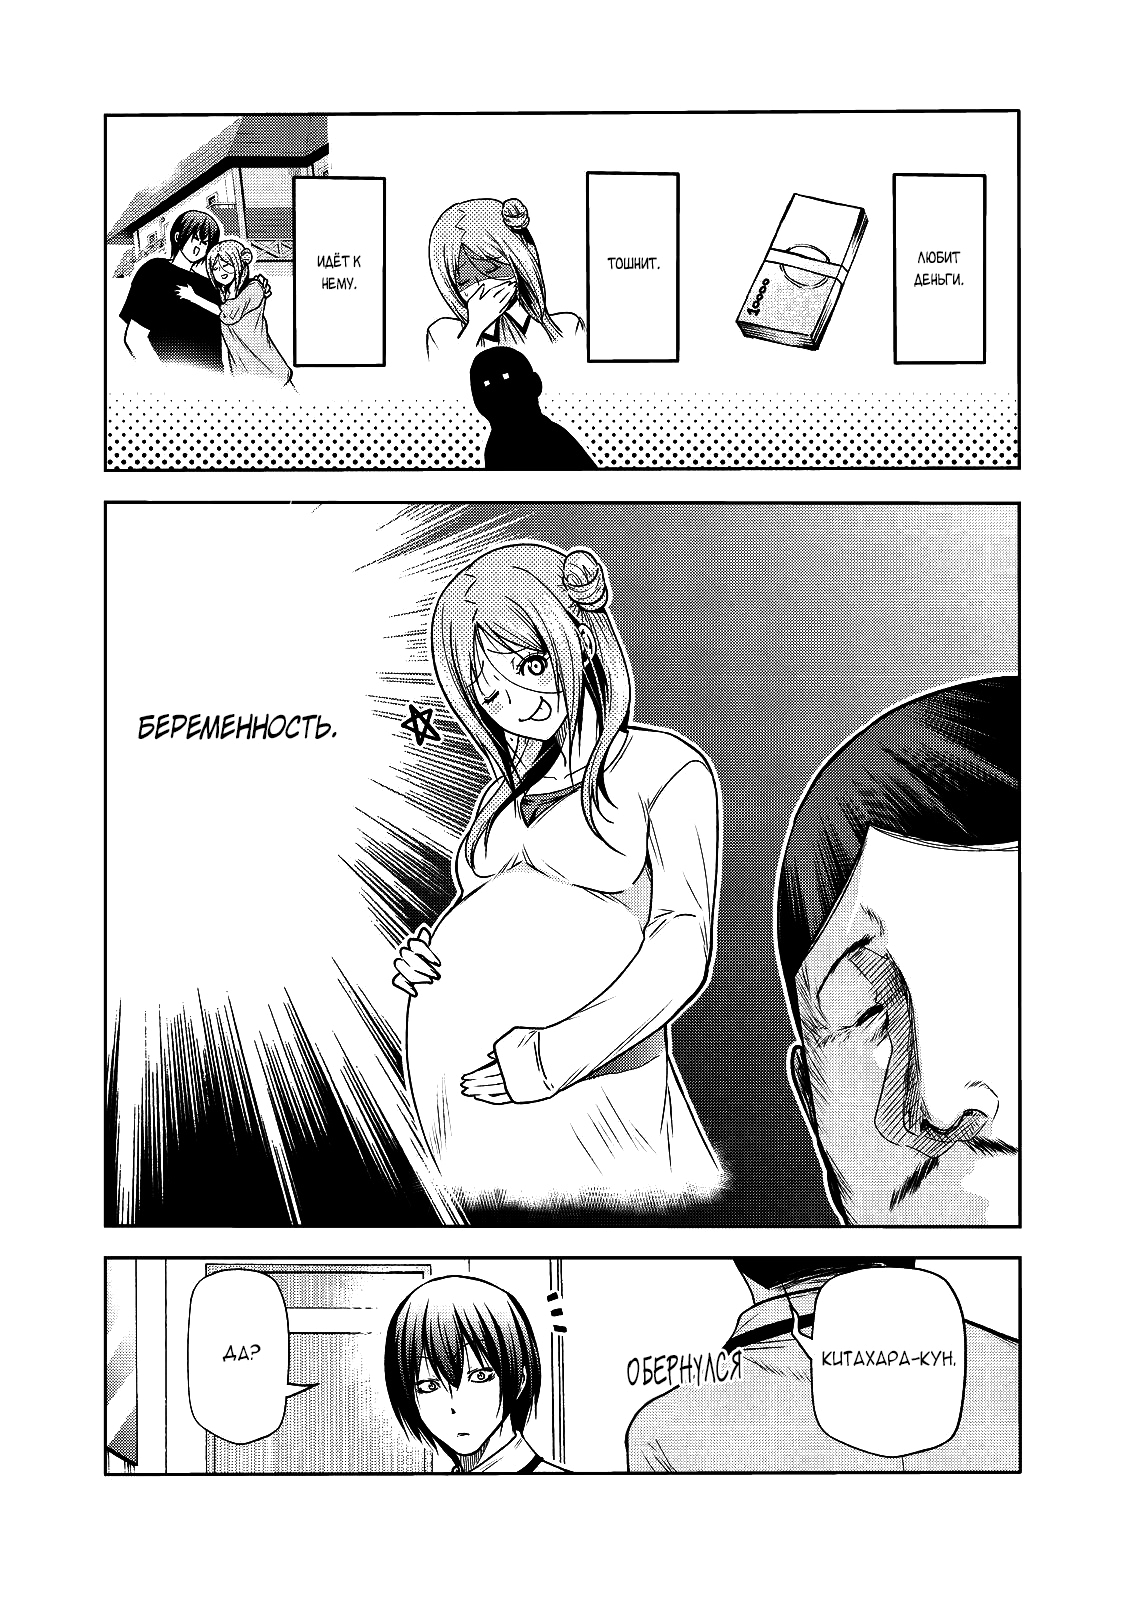 ЛЮБИТ
ДЕНЬГИ.
ТОШНИТ.
ИДЁТ К
НЕМУ.
10000
БЕРЕМЕННОСТЬ.
КИТАХАРА-КУН.
ОБЕРНУЛСЯ
ДА?